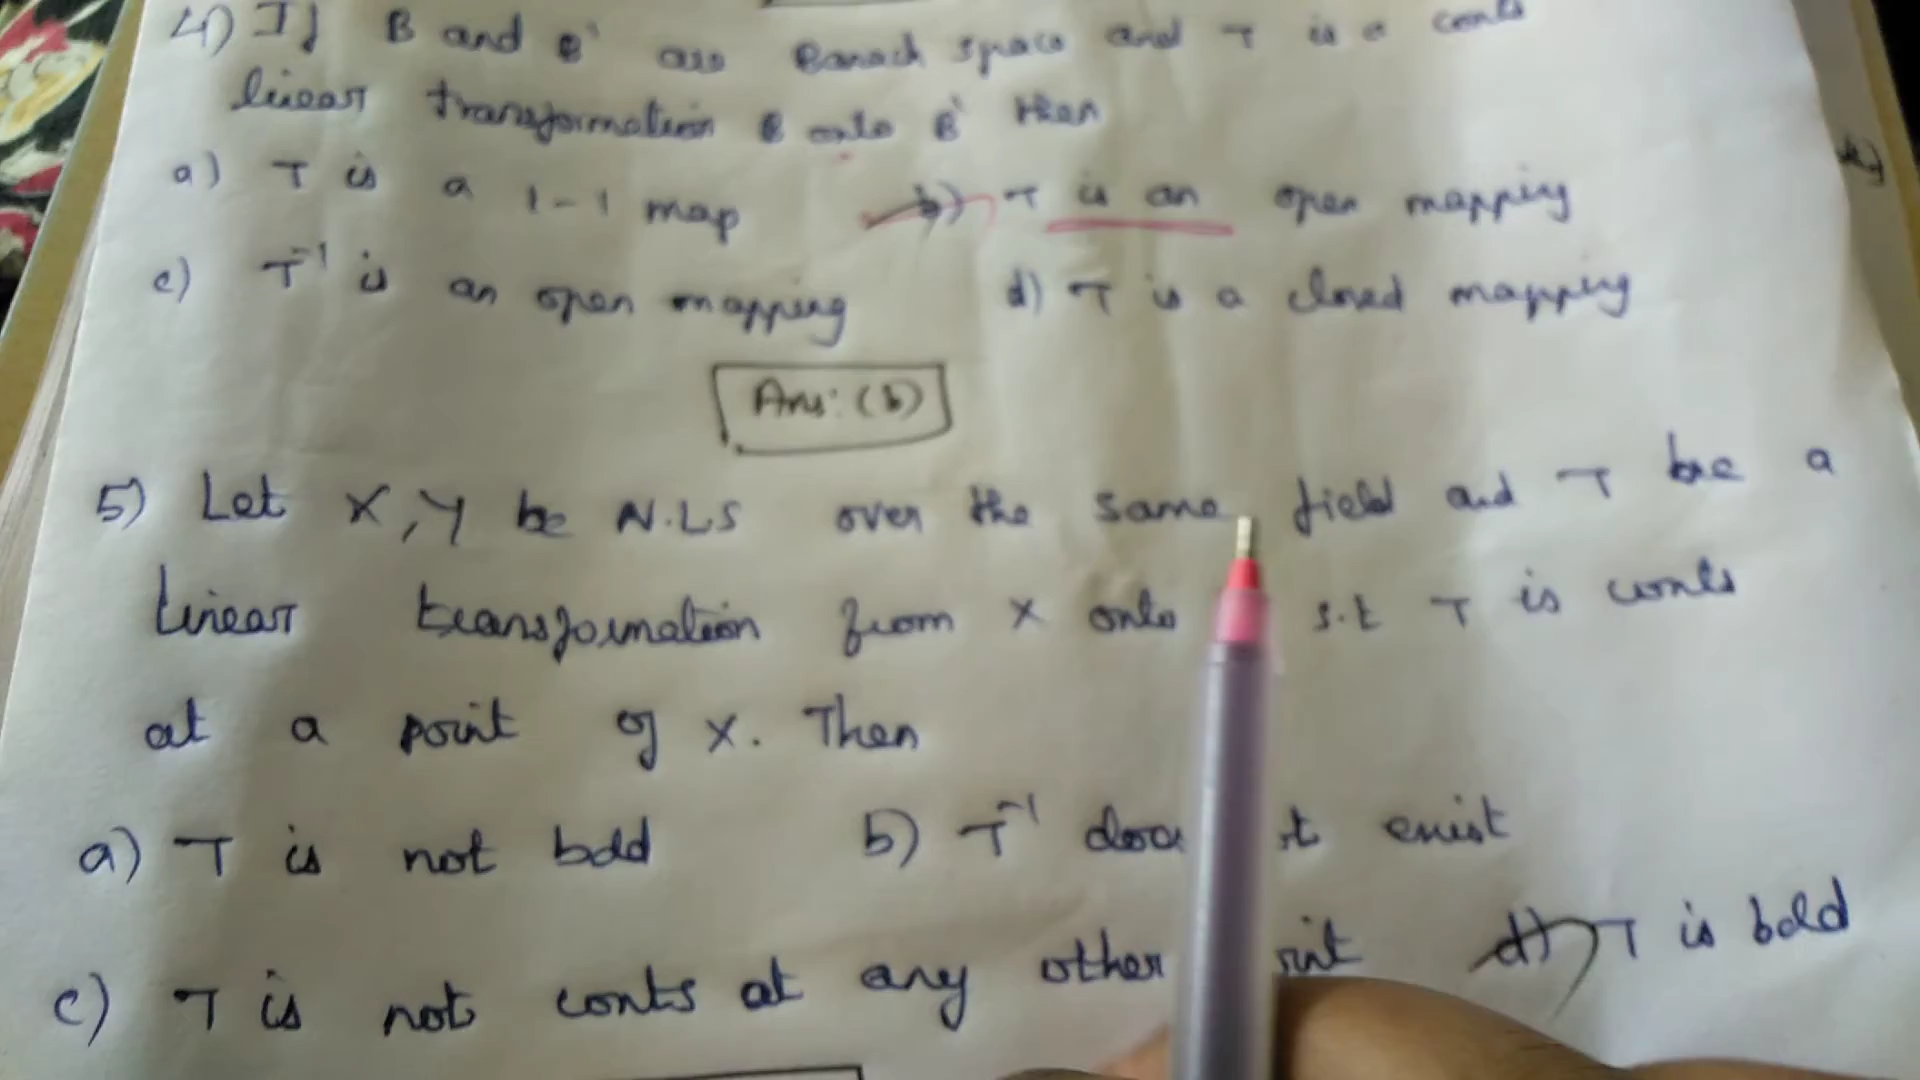 4) If B and B' are Banach space and T is a conts
linear transformation B onto B' then
a) T is a 1-1 map b) T is an open mapping
c) T⁻¹ is an open mapping d) T is a closed mapping
Ans: (b)
5) Let X, Y be N.LS over the same field and T be a
linear transformation from X onto s.t T is conts
at a point of X. Then
a) T is not bdd b) T⁻¹ exist
c) T is not conts at any other d) T is bdd